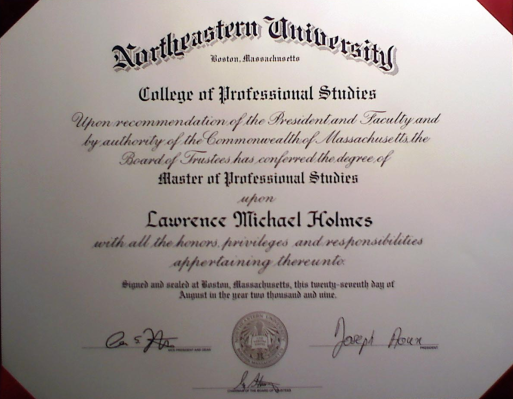 Northeastern University
Boston, Massachusetts
College of Professional Studies
Upon recommendation of the President and Faculty and
by authority of the Commonwealth of Massachusetts, the
Board of Trustees has conferred the degree of
Master of Professional Studies
upon
Lawrence Michael Holmes
with all the honors, privileges and responsibilities
appertaining thereunto.
Signed and sealed at Boston, Massachusetts, this twenty-seventh day of
August in the year two thousand and nine.